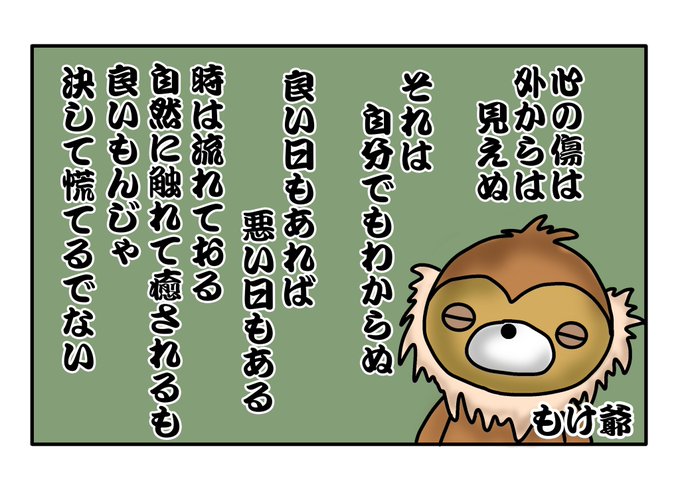 心の傷は
外からは
見えぬ
それは
自分でもわからぬ
良い日もあれば
悪い日もある
時は流れておる
自然に触れて癒されるも
良いもんじゃ
決して慌てるでない
もけ爺